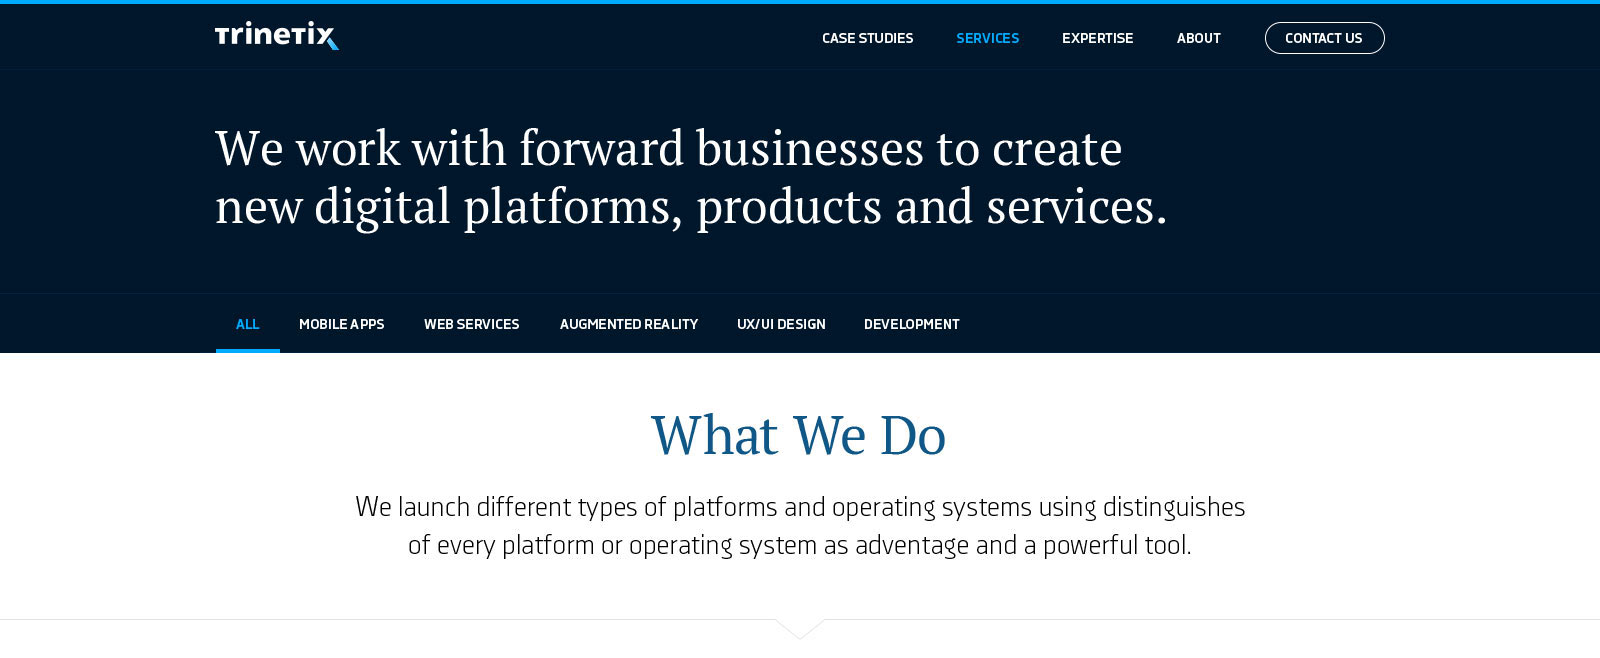 Trinetix
CASE STUDIES
SERVICES
EXPERTISE
ABOUT
CONTACT US
We work with forward businesses to create
new digital platforms, products and services.
ALL
MOBILE APPS
WEB SERVICES
AUGMENTED REALITY
UX/UI DESIGN
DEVELOPMENT
What We Do
We launch different types of platforms and operating systems using distinguishes
of every platform or operating system as adventage and a powerful tool.